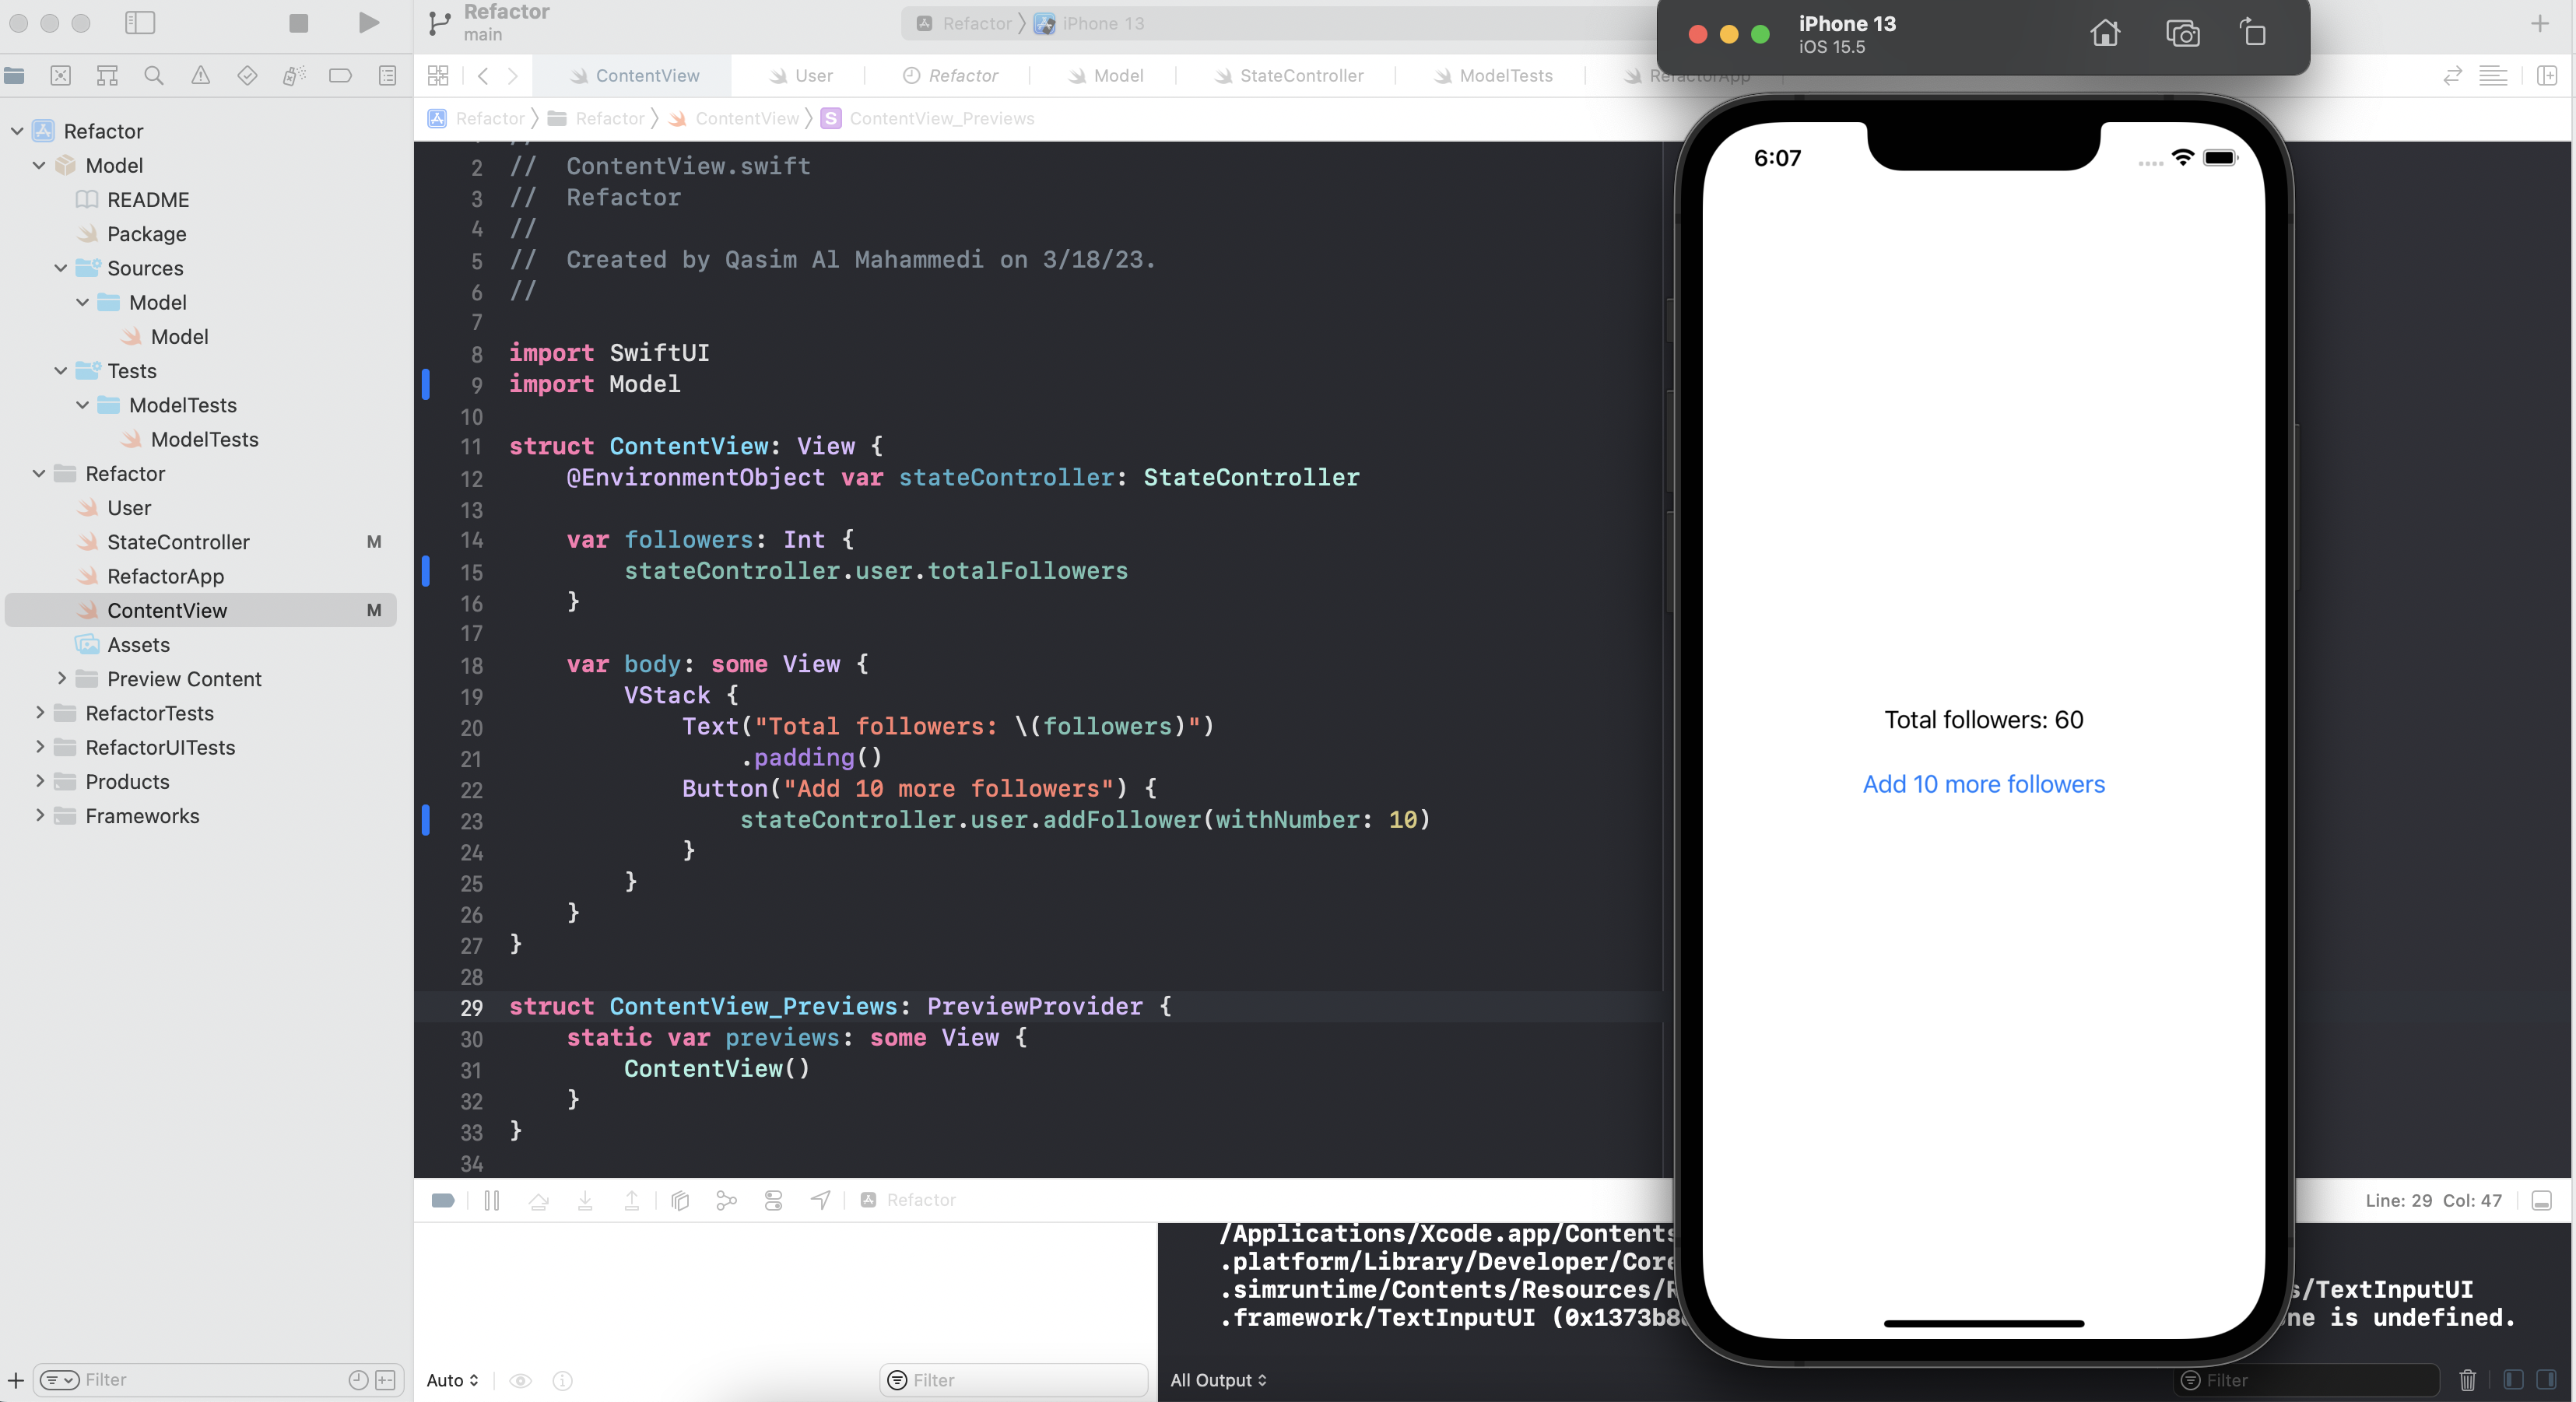 Refactor
main
Refactor
iPhone 13
iPhone 13
iOS 15.5
ContentView
User
Refactor
Model
StateController
ModelTests
RefactorApp
Refactor
Refactor
ContentView
S
ContentView_Previews
Refactor
Model
README
Package
Sources
Model
Model
Tests
ModelTests
ModelTests
Refactor
User
StateController M
RefactorApp
ContentView M
Assets
Preview Content
RefactorTests
RefactorUITests
Products
Frameworks
Filter
2 //  ContentView.swift
3 //  Refactor
4 //
5 //  Created by Qasim Al Mahammedi on 3/18/23.
6 //
7
8 import SwiftUI
9 import Model
10
11 struct ContentView: View {
12     @EnvironmentObject var stateController: StateController
13
14     var followers: Int {
15         stateController.user.totalFollowers
16     }
17
18     var body: some View {
19         VStack {
20             Text("Total followers: \(followers)")
21                 .padding()
22             Button("Add 10 more followers") {
23                 stateController.user.addFollower(withNumber: 10)
24             }
25         }
26     }
27 }
28
29 struct ContentView_Previews: PreviewProvider {
30     static var previews: some View {
31         ContentView()
32     }
33 }
34
6:07
Total followers: 60
Add 10 more followers
Refactor
Line: 29 Col: 47
/Applications/Xcode.app/Contents
.platform/Library/Developer/Core
.simruntime/Contents/Resources/R
s/TextInputUI
.framework/TextInputUI (0x1373b8
ne is undefined.
Auto
Filter
All Output
Filter